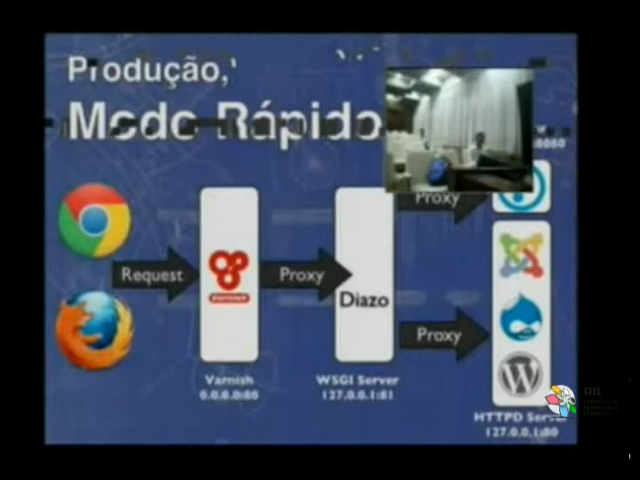 Produção,
Modo Rápido
8080
Proxy
Request
Proxy
Diazo
Proxy
Varnish
0.0.0.0:80
WSGI Server
127.0.0.1:81
HTTPD Server
127.0.0.1:80